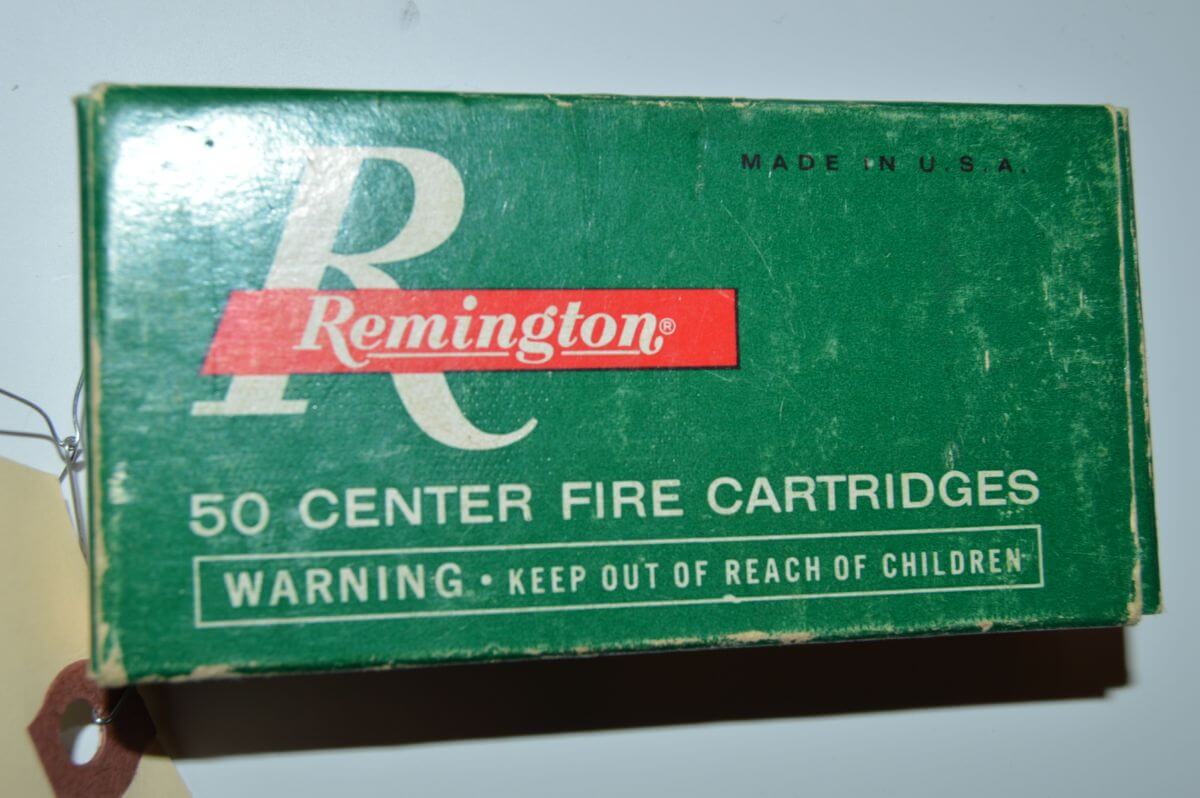 MADE IN U.S.A.
R
Remington®
50 CENTER FIRE CARTRIDGES
WARNING • KEEP OUT OF REACH OF CHILDREN